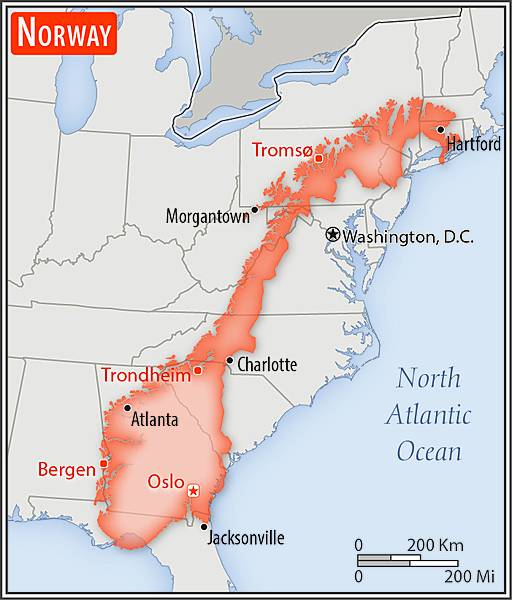 NORWAY
Tromsø
Hartford
Morgantown
Washington, D.C.
Charlotte
Trondheim
North
Atlantic
Ocean
Atlanta
Bergen
Oslo
Jacksonville
0 200 Km
0 200 Mi